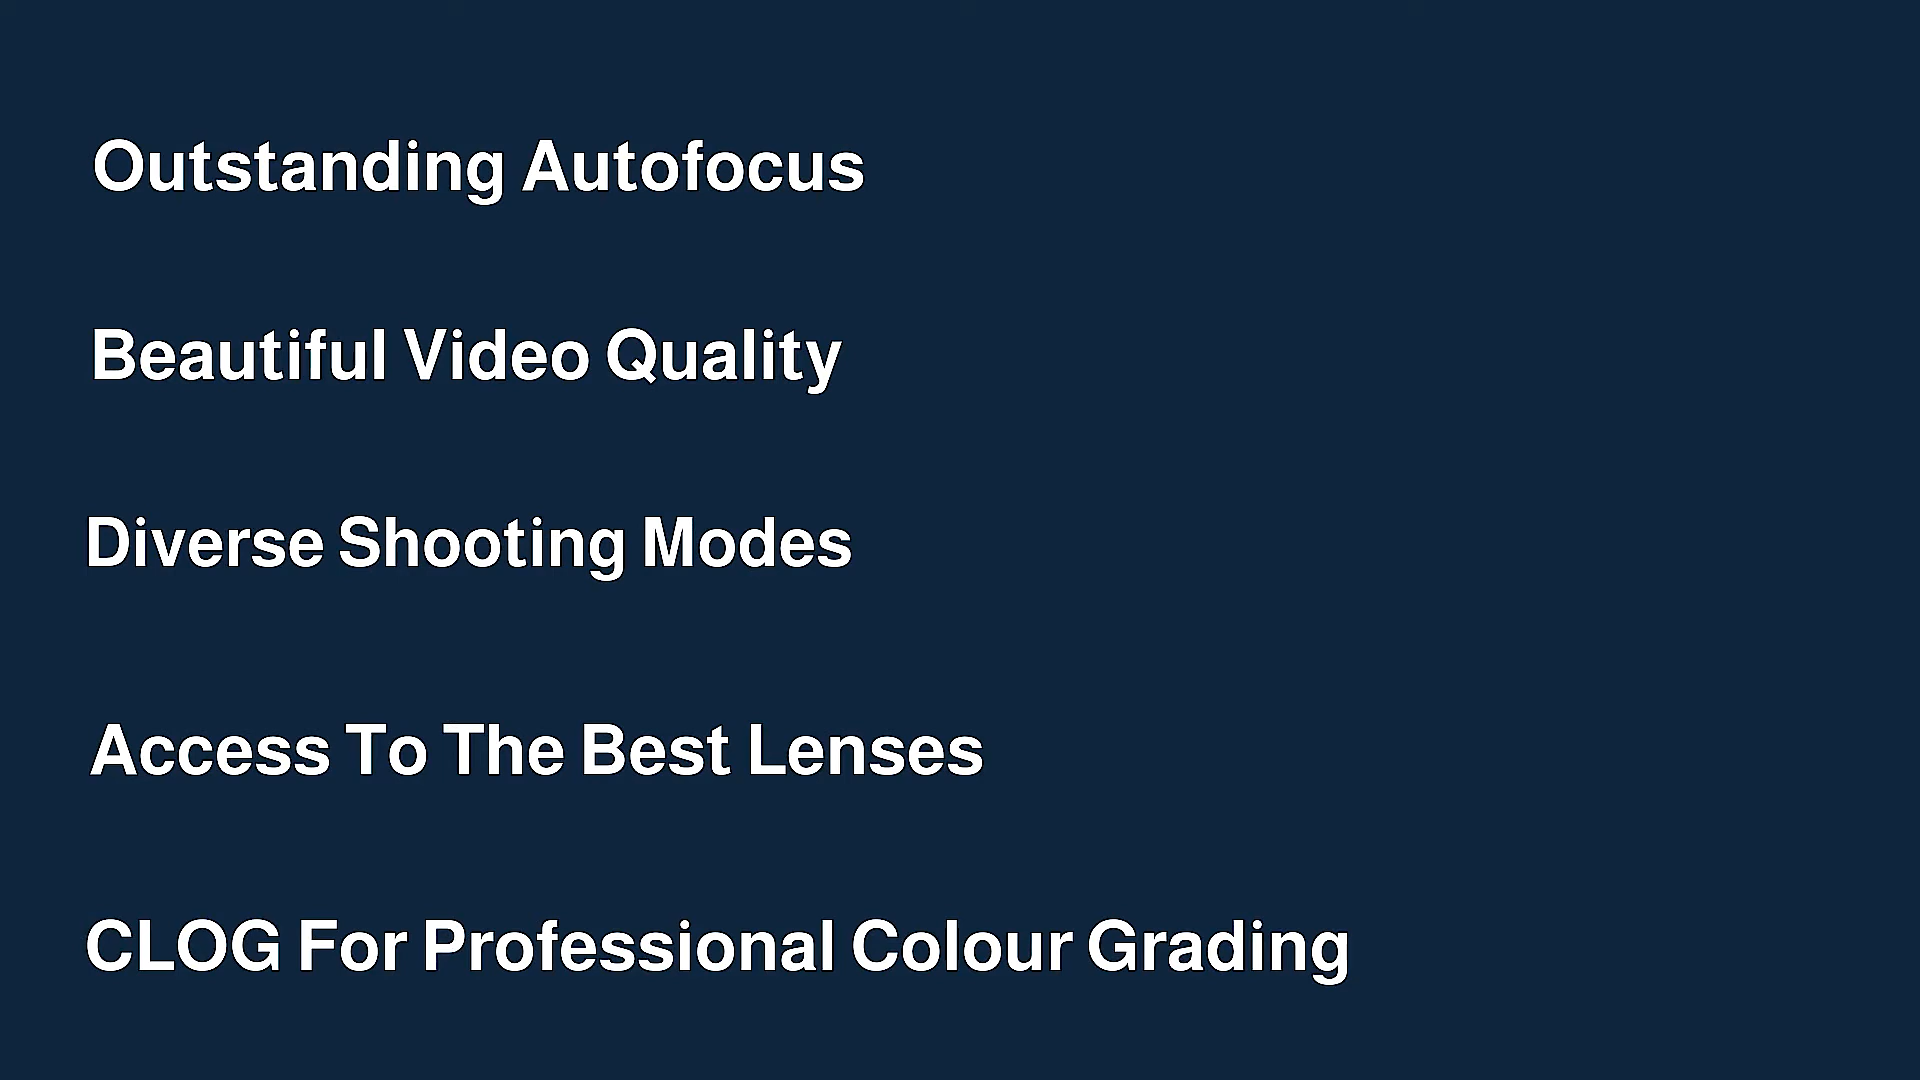 Outstanding Autofocus
Beautiful Video Quality
Diverse Shooting Modes
Access To The Best Lenses
CLOG For Professional Colour Grading